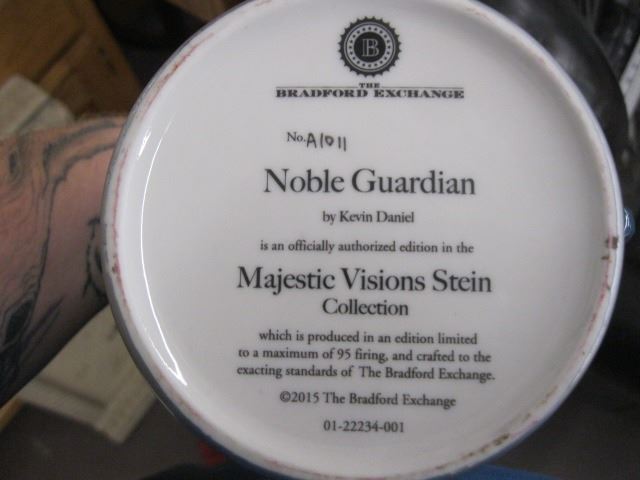 B
THE
BRADFORD EXCHANGE
No. A1011
Noble Guardian
by Kevin Daniel
is an officially authorized edition in the
Majestic Visions Stein
Collection
which is produced in an edition limited
to a maximum of 95 firing, and crafted to the
exacting standards of The Bradford Exchange.
©2015 The Bradford Exchange
01-22234-001